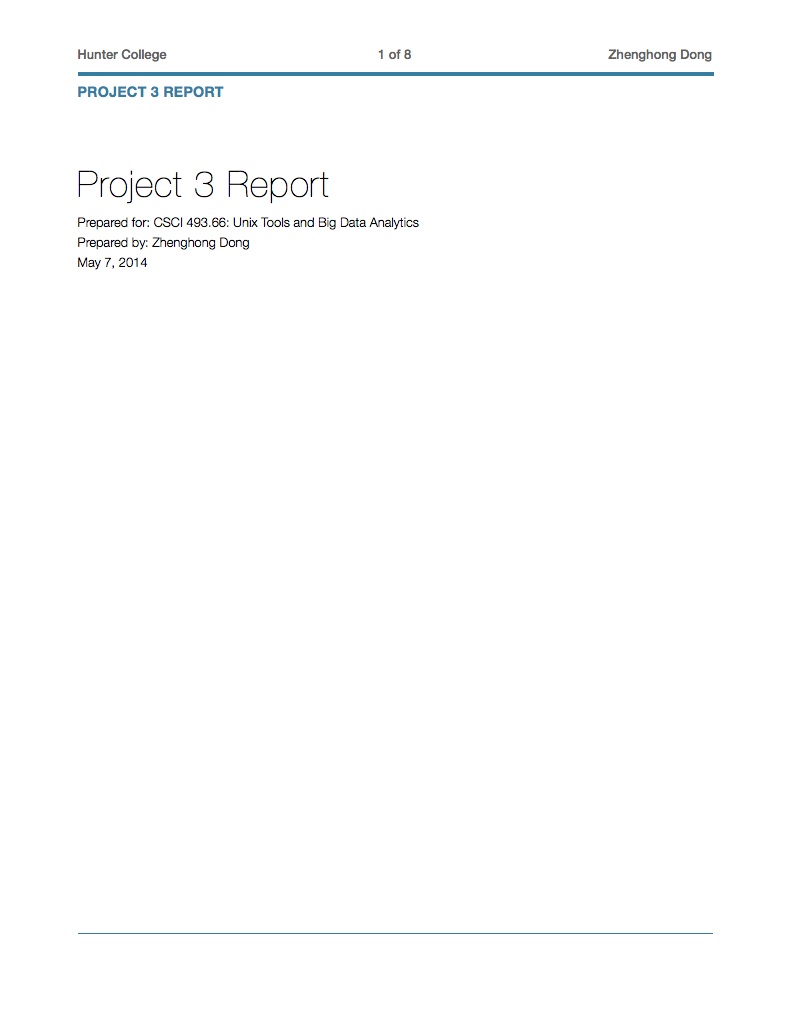 Hunter College 1 of 8 Zhenghong Dong
PROJECT 3 REPORT
Project 3 Report
Prepared for: CSCI 493.66: Unix Tools and Big Data Analytics
Prepared by: Zhenghong Dong
May 7, 2014